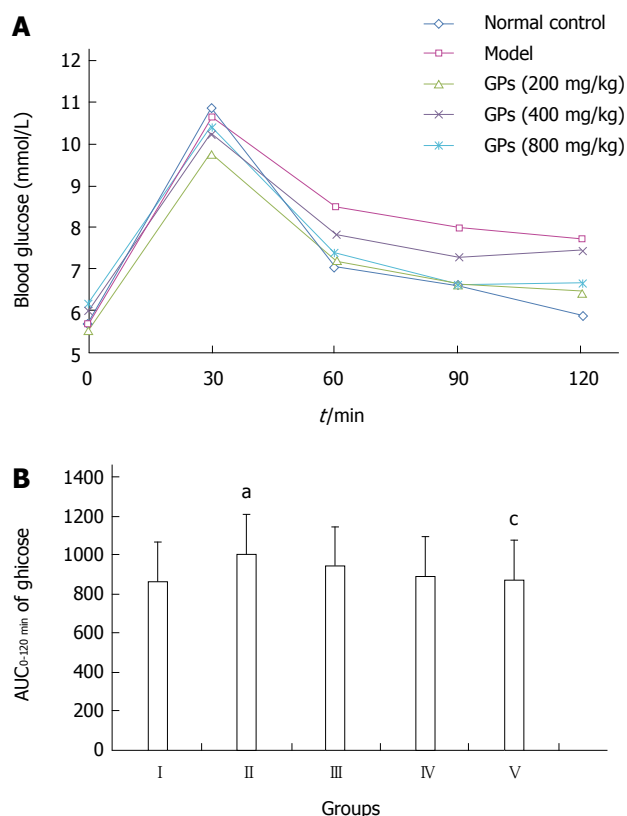 A
Normal control
Model
GPs (200 mg/kg)
GPs (400 mg/kg)
GPs (800 mg/kg)
Blood glucose (mmol/L)
12
11
10
9
8
7
6
5
0 30 60 90 120
t/min
B
AUC0-120 min of ghicose
1400
1200
1000
800
600
400
200
0
a
c
I II III IV V
Groups